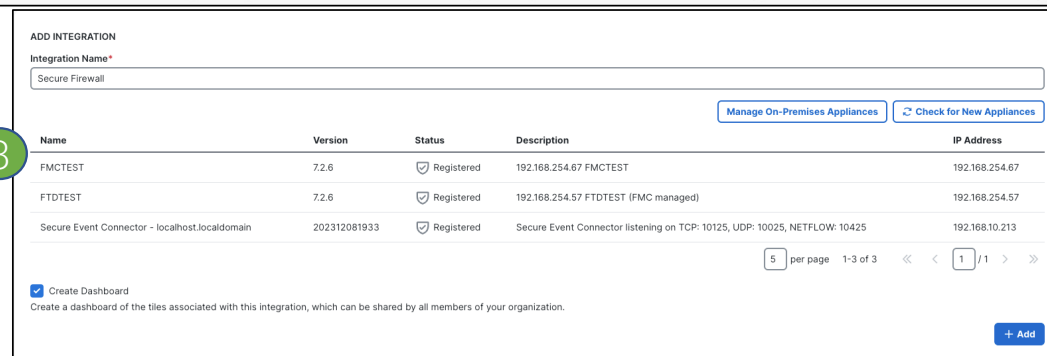 ADD INTEGRATION
Integration Name*
Secure Firewall
Manage On-Premises Appliances Check for New Appliances
Name Version Status Description IP Address
3
FMCTEST 7.2.6 Registered 192.168.254.67 FMCTEST 192.168.254.67
FTDTEST 7.2.6 Registered 192.168.254.57 FTDTEST (FMC managed) 192.168.254.57
Secure Event Connector - localhost.localdomain 202312081933 Registered Secure Event Connector listening on TCP: 10125, UDP: 10025, NETFLOW: 10425 192.168.10.213
5 per page 1-3 of 3 « < 1 / 1 > »
Create Dashboard
Create a dashboard of the tiles associated with this integration, which can be shared by all members of your organization.
+ Add